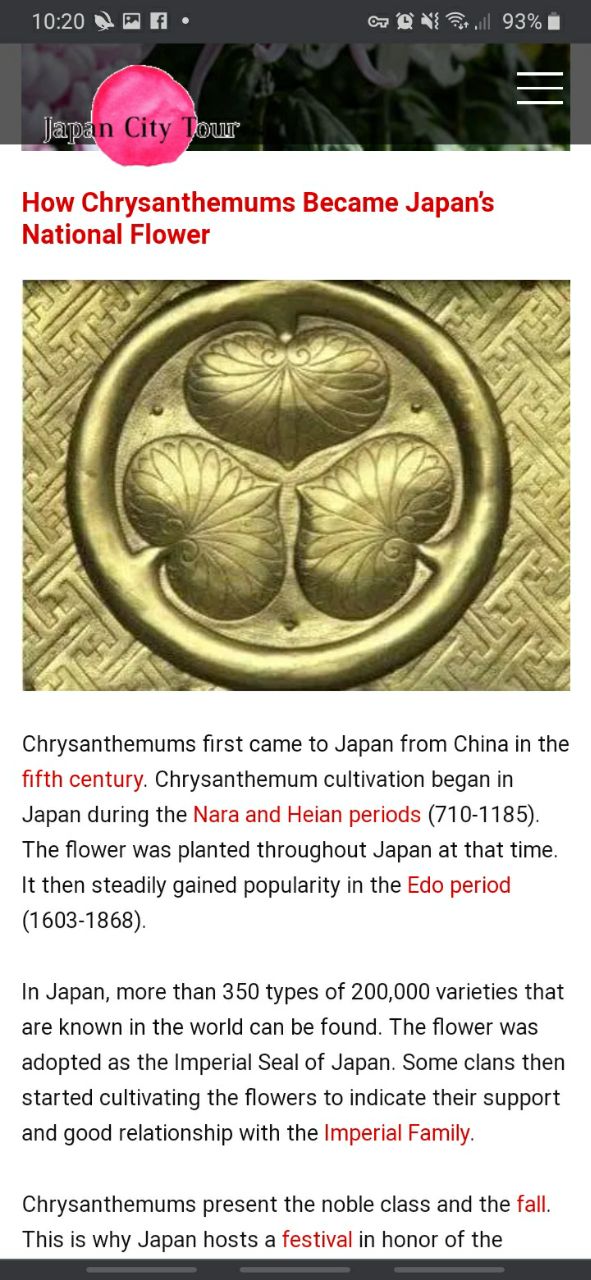 10:20
93%
Japan City Tour
How Chrysanthemums Became Japan's
National Flower
Chrysanthemums first came to Japan from China in the
fifth century. Chrysanthemum cultivation began in
Japan during the Nara and Heian periods (710-1185).
The flower was planted throughout Japan at that time.
It then steadily gained popularity in the Edo period
(1603-1868).
In Japan, more than 350 types of 200,000 varieties that
are known in the world can be found. The flower was
adopted as the Imperial Seal of Japan. Some clans then
started cultivating the flowers to indicate their support
and good relationship with the Imperial Family.
Chrysanthemums present the noble class and the fall.
This is why Japan hosts a festival in honor of the